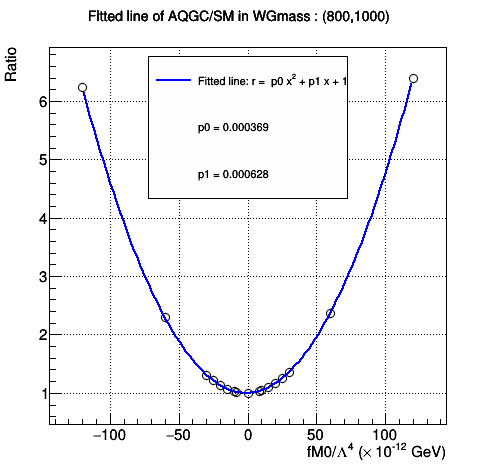 FItted line of AQGC/SM in WGmass : (800,1000)
Ratio
Fitted line: r = p0 x² + p1 x + 1
p0 = 0.000369
p1 = 0.000628
6
5
4
3
2
1
−100 −50 0 50 100
fM0/Λ⁴ (× 10⁻¹² GeV)